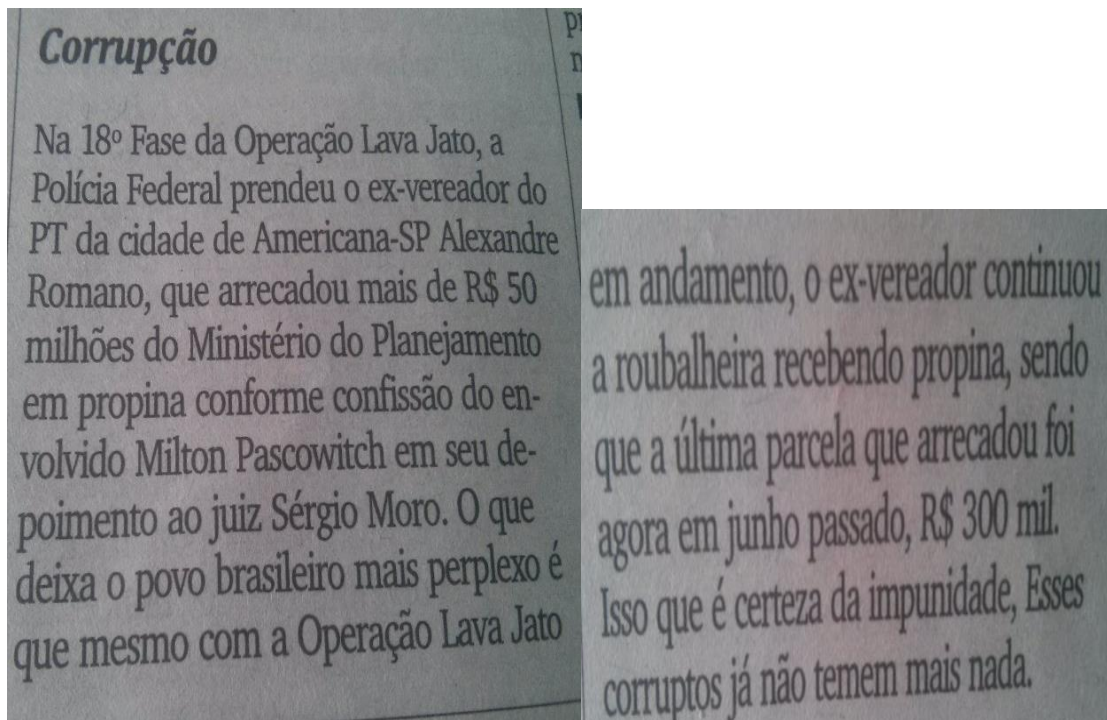 Corrupção
Na 18º Fase da Operação Lava Jato, a
Polícia Federal prendeu o ex-vereador do
PT da cidade de Americana-SP Alexandre
Romano, que arrecadou mais de R$ 50
milhões do Ministério do Planejamento
em propina conforme confissão do en-
volvido Milton Pascowitch em seu de-
poimento ao juiz Sérgio Moro. O que
deixa o povo brasileiro mais perplexo é
que mesmo com a Operação Lava Jato
em andamento, o ex-vereador continuou
a roubalheira recebendo propina, sendo
que a última parcela que arrecadou foi
agora em junho passado, R$ 300 mil.
Isso que é certeza da impunidade, Esses
corruptos já não temem mais nada.